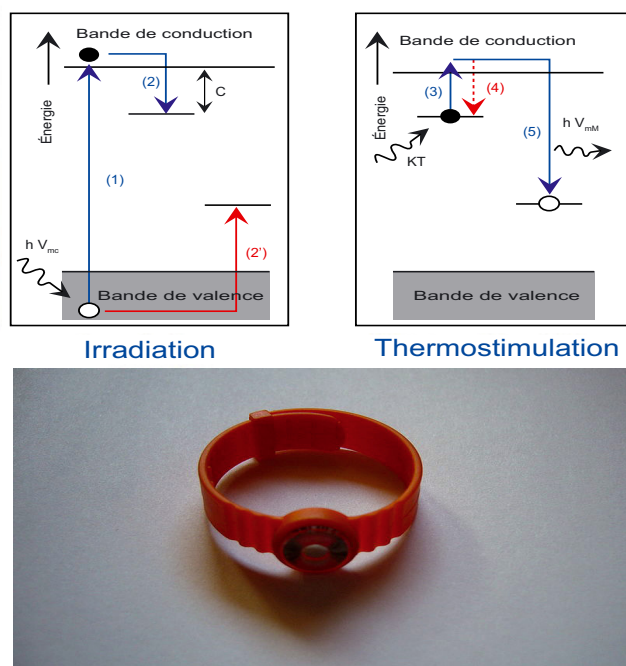 Bande de conduction
Énergie
(2)
C
(1)
h Vmc
(2')
Bande de valence
Irradiation
Bande de conduction
Énergie
(3)
(4)
KT
(5)
h VmM
Bande de valence
Thermostimulation